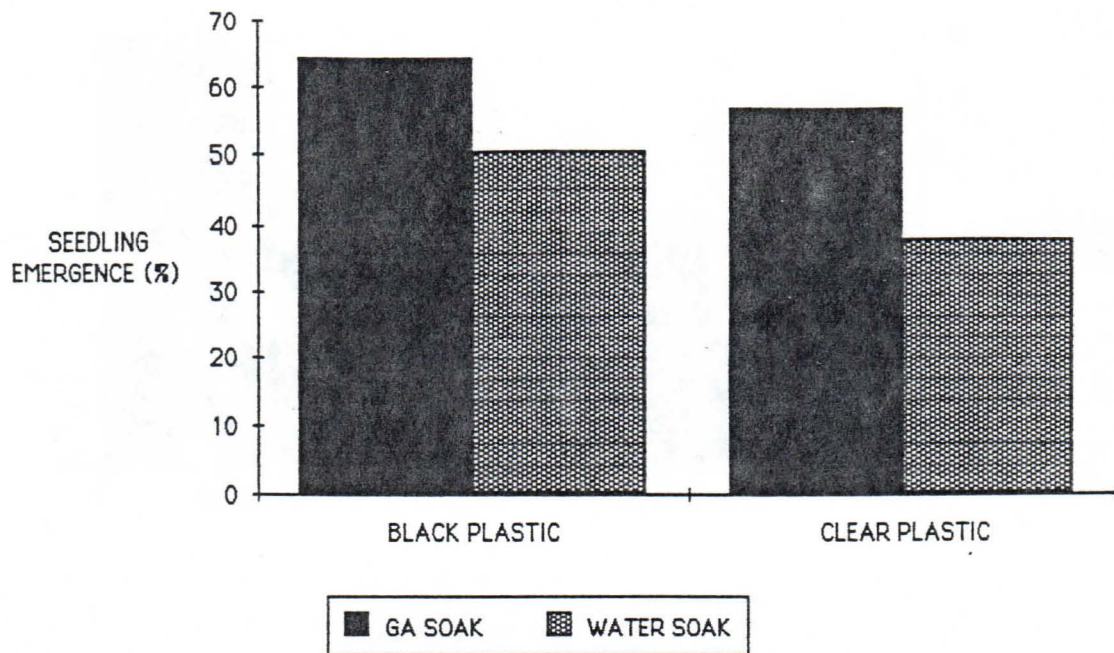 70
60
50
40
30
20
10
0
SEEDLING
EMERGENCE (%)
BLACK PLASTIC
CLEAR PLASTIC
GA SOAK
WATER SOAK